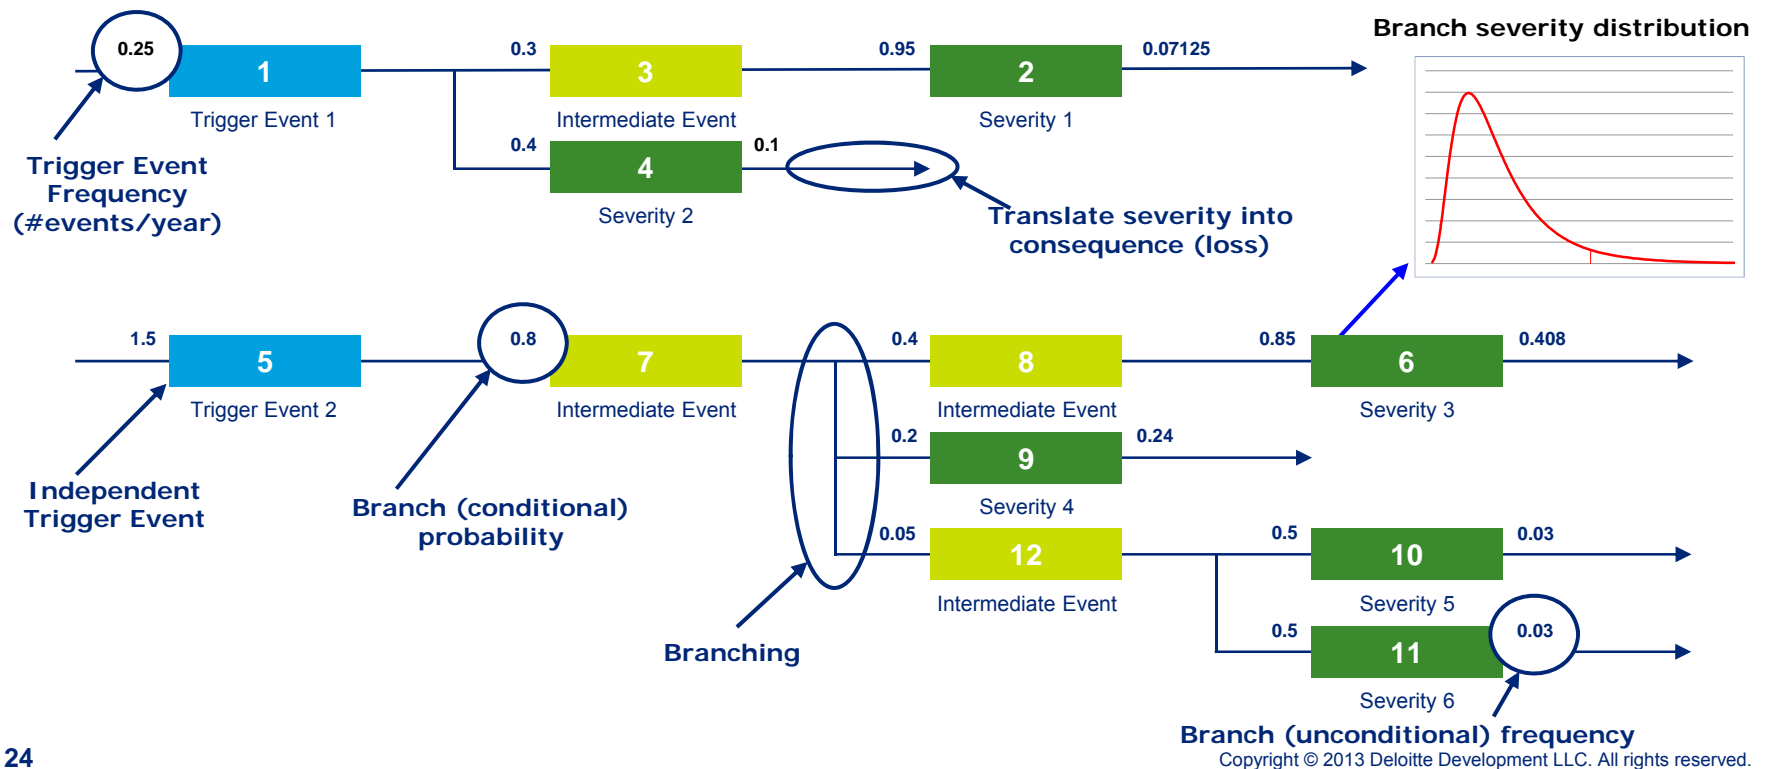 Branch severity distribution
0.25
1
Trigger Event 1
0.3
3
Intermediate Event
0.95
2
Severity 1
0.07125
0.4
4
Severity 2
0.1
Trigger Event
Frequency
(#events/year)
Translate severity into
consequence (loss)
1.5
5
Trigger Event 2
0.8
7
Intermediate Event
0.4
8
Intermediate Event
0.85
6
Severity 3
0.408
0.2
9
Severity 4
0.24
Independent
Trigger Event
Branch (conditional)
probability
0.05
12
Intermediate Event
0.5
10
Severity 5
0.03
Branching
0.5
11
Severity 6
0.03
Branch (unconditional) frequency
24
Copyright © 2013 Deloitte Development LLC. All rights reserved.